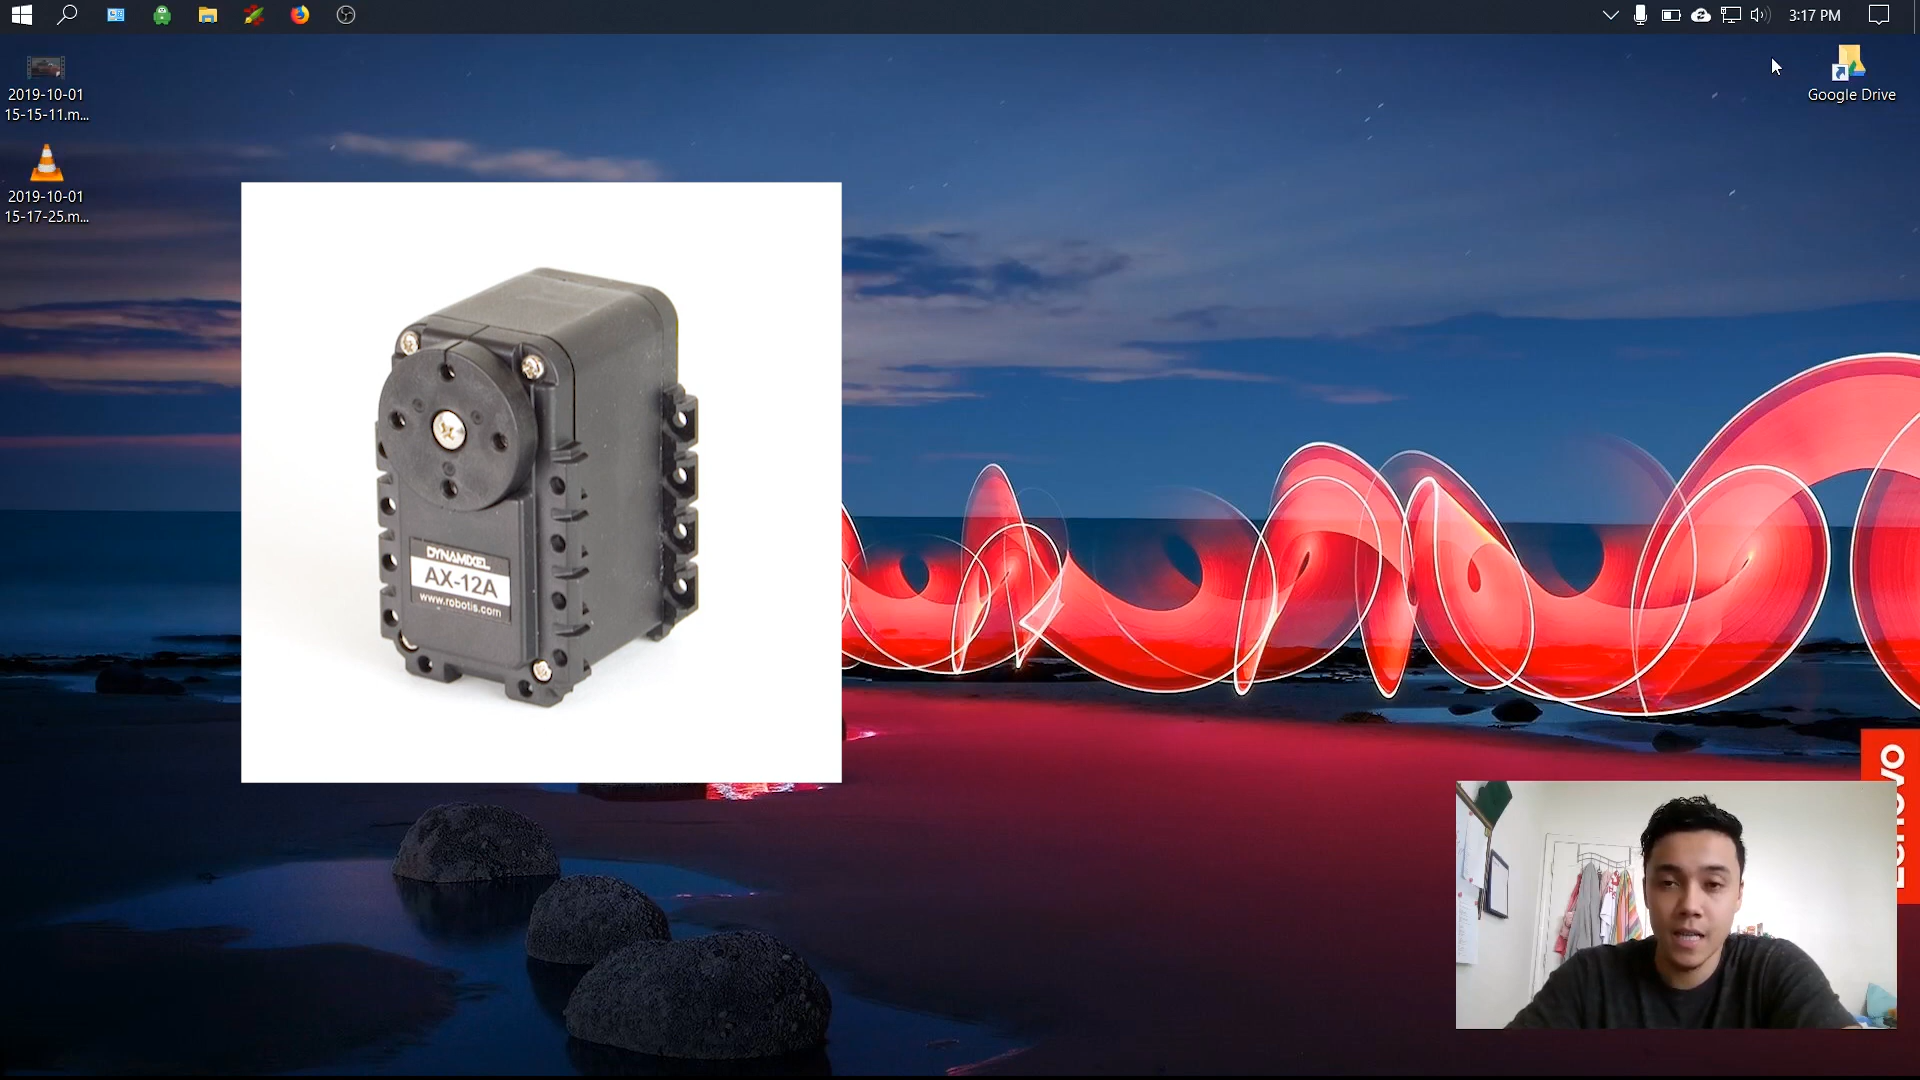 3:17 PM
2019-10-01
15-15-11.m...
Google Drive
2019-10-01
15-17-25.m...
DYNAMIXEL
AX-12A
www.robotis.com
Lenovo